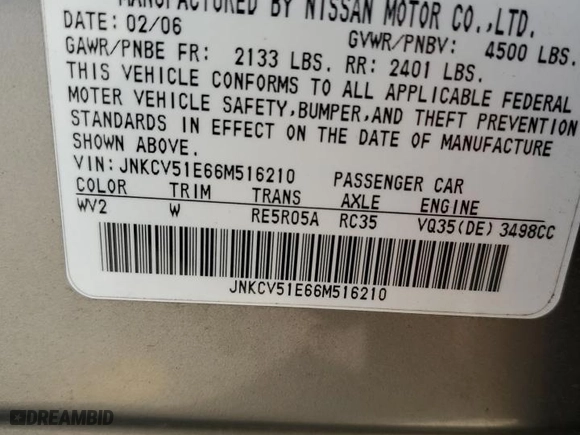 MANUFACTURED BY NISSAN MOTOR CO.,LTD.
DATE: 02/06 GVWR/PNBV: 4500 LBS.
GAWR/PNBE FR: 2133 LBS. RR: 2401 LBS.
THIS VEHICLE CONFORMS TO ALL APPLICABLE FEDERAL
MOTER VEHICLE SAFETY,BUMPER,AND THEFT PREVENTION
STANDARDS IN EFFECT ON THE DATE OF MANUFACTURE
SHOWN ABOVE.
VIN: JNKCV51E66M516210 PASSENGER CAR
COLOR TRIM TRANS AXLE ENGINE
WV2 W RE5R05A RC35 VQ35(DE) 3498CC
JNKCV51E66M516210
DREAMBID